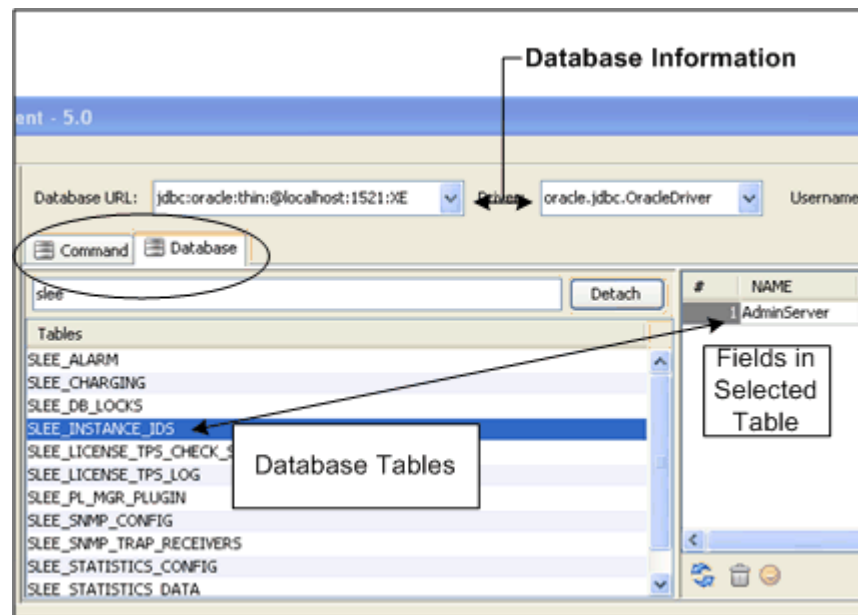 Database Information
ent - 5.0
Database URL: jdbc:oracle:thin:@localhost:1521:XE oracle.jdbc.OracleDriver Username
Command Database
slee Detach
# NAME
1 AdminServer
Tables
SLEE_ALARM
SLEE_CHARGING
SLEE_DB_LOCKS
SLEE_INSTANCE_IDS
SLEE_LICENSE_TPS_CHECK_S
SLEE_LICENSE_TPS_LOG
SLEE_PL_MGR_PLUGIN
SLEE_SNMP_CONFIG
SLEE_SNMP_TRAP_RECEIVERS
SLEE_STATISTICS_CONFIG
SLEE_STATISTICS_DATA
Database Tables
Fields in
Selected
Table